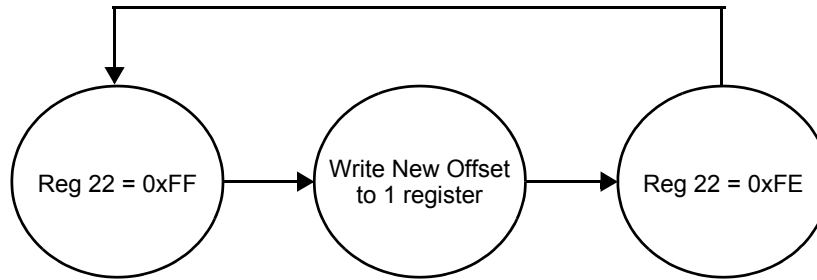 Reg 22 = 0xFF
Write New Offset
to 1 register
Reg 22 = 0xFE